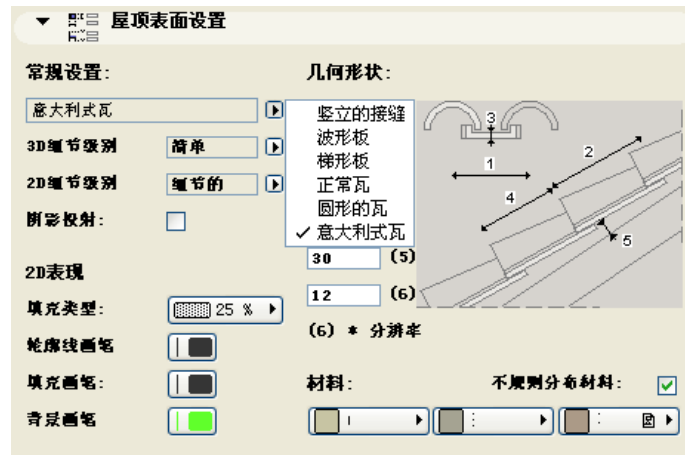 屋顶表面设置
常规设置:
几何形状:
意大利式瓦
竖立的接缝
波形板
梯形板
正常瓦
圆形的瓦
意大利式瓦
3D细节级别 简单
2D细节级别 细节的
阴影投射:
3
1
2
4
5
30 (5)
12 (6)
(6) * 分辨率
2D表现
填充类型: 25 %
轮廓线画笔
填充画笔:
背景画笔
材料: 不规则分布材料: